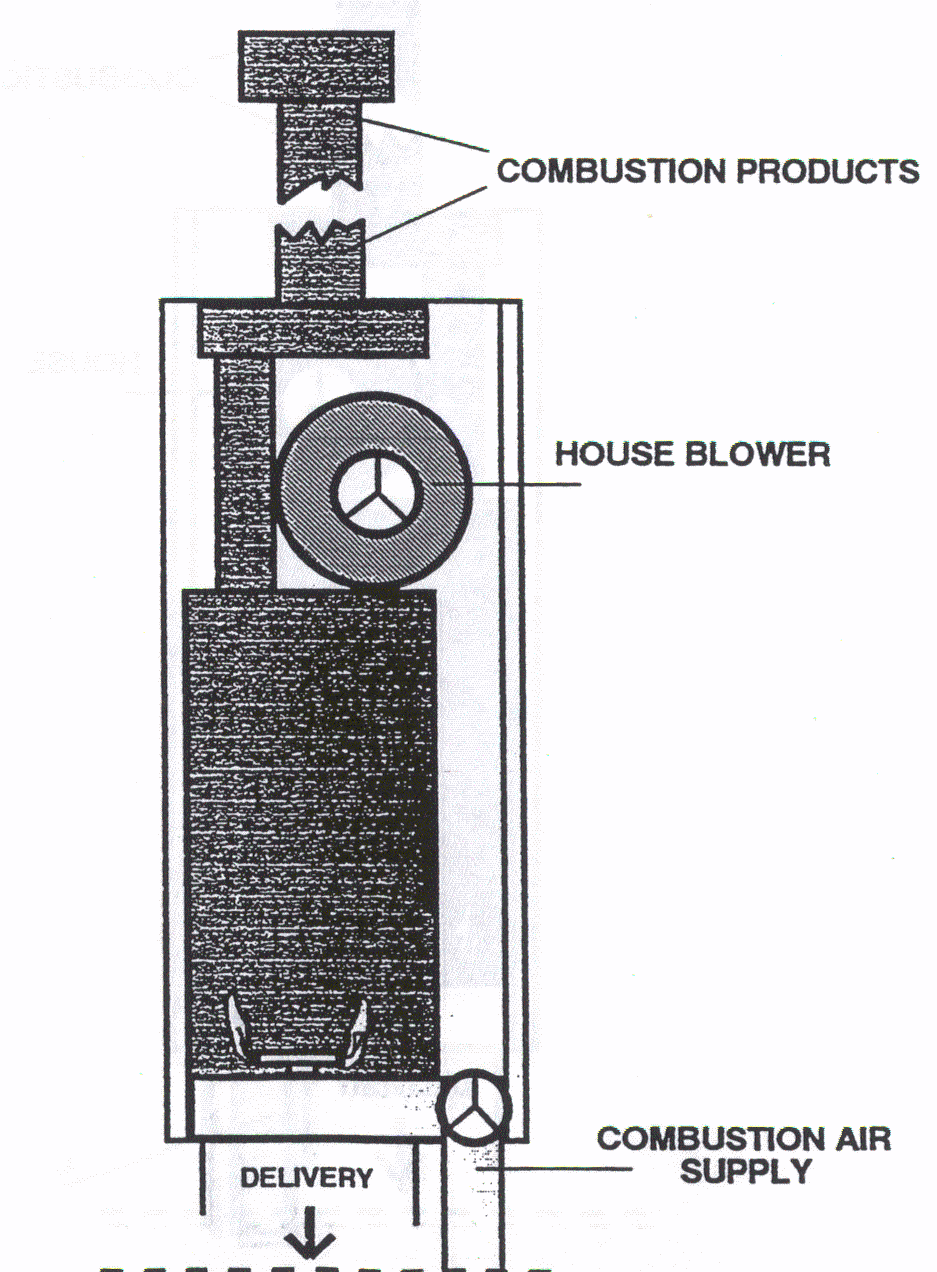 COMBUSTION PRODUCTS
HOUSE BLOWER
COMBUSTION AIR
SUPPLY
DELIVERY